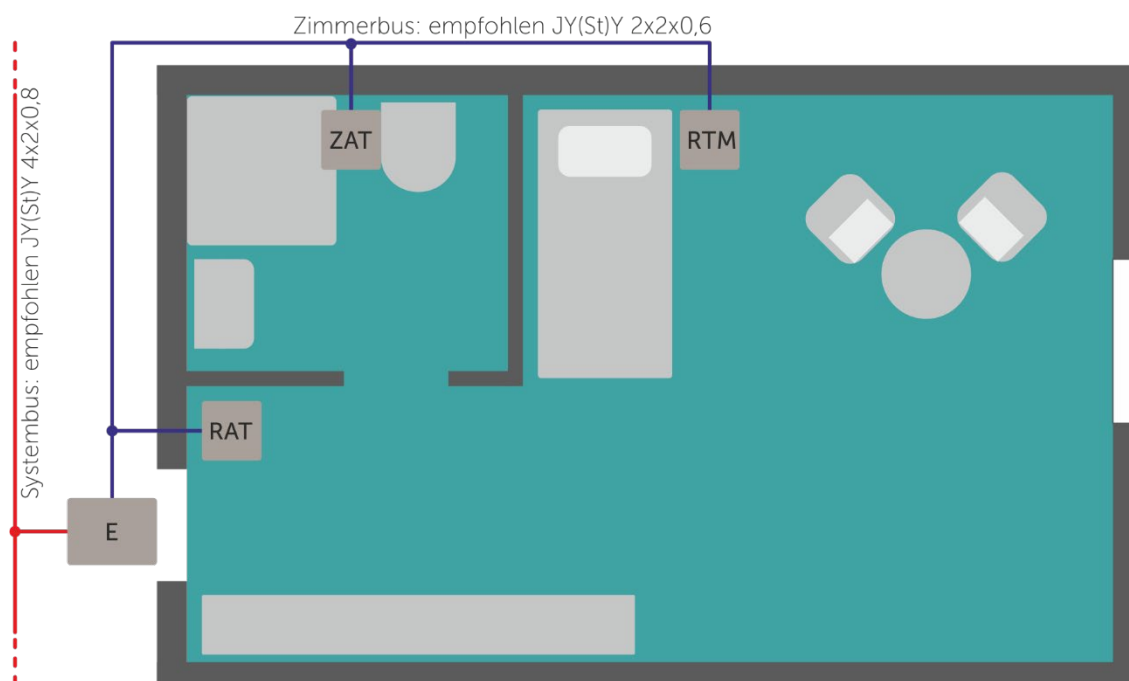 Zimmerbus: empfohlen JY(St)Y 2x2x0,6
Systembus: empfohlen JY(St)Y 4x2x0,8
ZAT
RTM
RAT
E